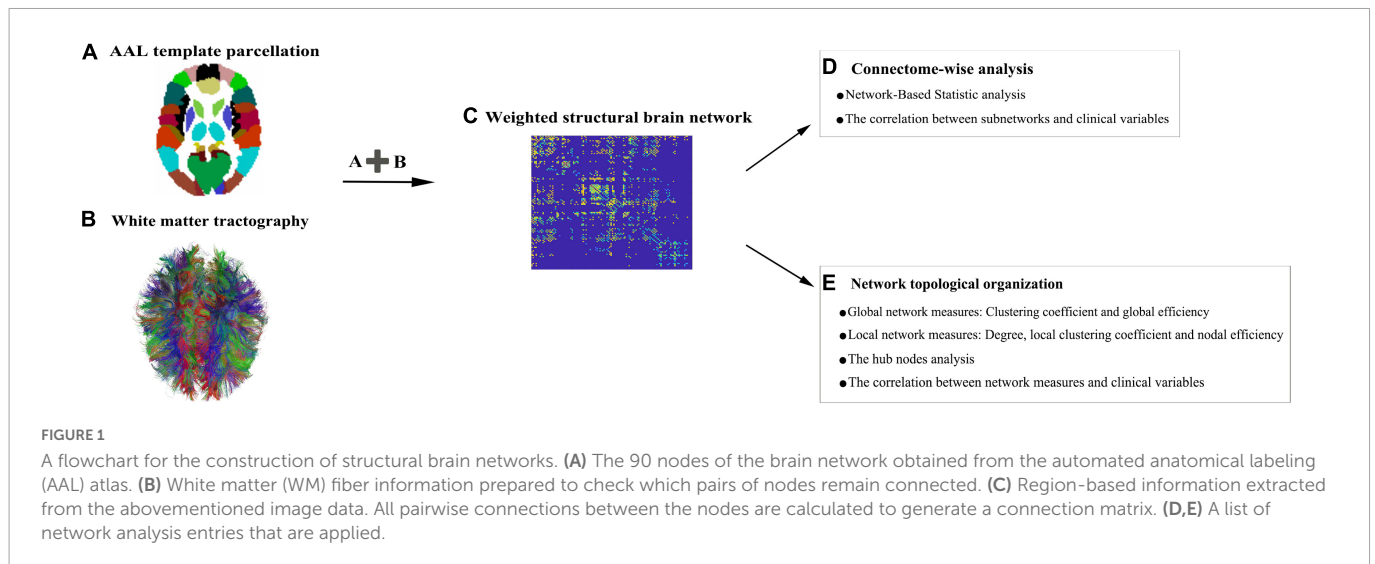 A AAL template parcellation
B White matter tractography
A + B
C Weighted structural brain network
D Connectome-wise analysis
● Network-Based Statistic analysis
● The correlation between subnetworks and clinical variables
E Network topological organization
● Global network measures: Clustering coefficient and global efficiency
● Local network measures: Degree, local clustering coefficient and nodal efficiency
● The hub nodes analysis
● The correlation between network measures and clinical variables
FIGURE 1
A flowchart for the construction of structural brain networks. (A) The 90 nodes of the brain network obtained from the automated anatomical labeling
(AAL) atlas. (B) White matter (WM) fiber information prepared to check which pairs of nodes remain connected. (C) Region-based information extracted
from the abovementioned image data. All pairwise connections between the nodes are calculated to generate a connection matrix. (D,E) A list of
network analysis entries that are applied.